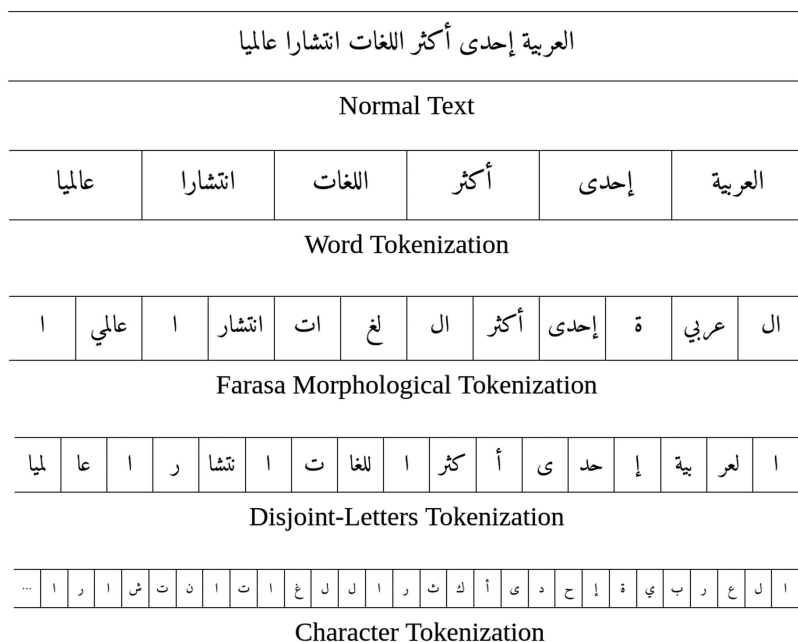 العربية إحدى أكثر اللغات انتشارا عالميا
Normal Text
العربية إحدى أكثر اللغات انتشارا عالميا
Word Tokenization
ال عربي ة إحدى أكثر ال لغ ات انتشار ا عالمي ا
Farasa Morphological Tokenization
ا لعر بية إ حد ى أ كثر ا للغا ت ا نتشا ر ا عا لميا
Disjoint-Letters Tokenization
ا ل ع ر ب ي ة إ ح د ى أ ك ث ر ا ل ل غ ا ت ا ن ت ش ا ر ا ...
Character Tokenization